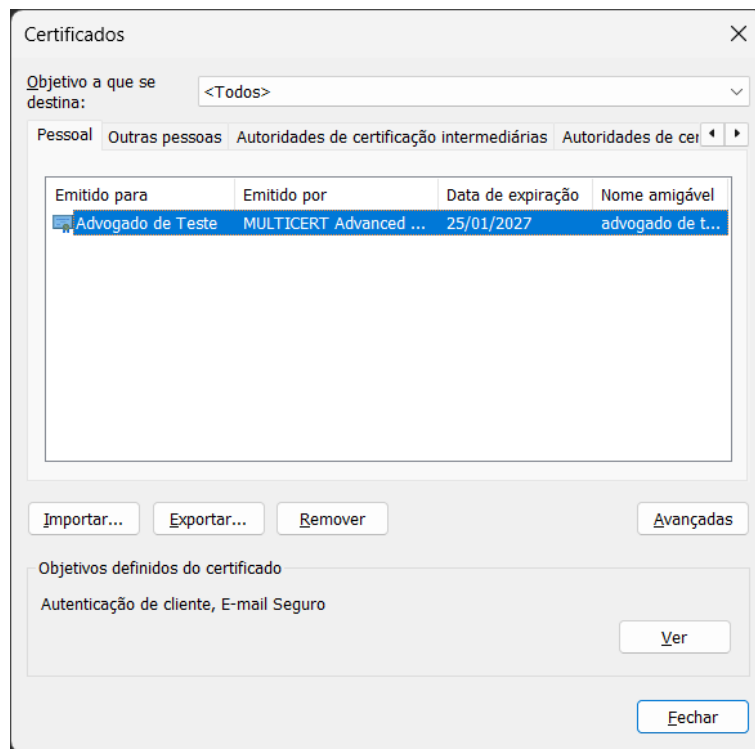 Certificados
Objetivo a que se
destina:
<Todos>
Pessoal Outras pessoas Autoridades de certificação intermediárias Autoridades de cer
Emitido para Emitido por Data de expiração Nome amigável
Advogado de Teste MULTICERT Advanced ... 25/01/2027 advogado de t...
Importar... Exportar... Remover Avançadas
Objetivos definidos do certificado
Autenticação de cliente, E-mail Seguro
Ver
Fechar